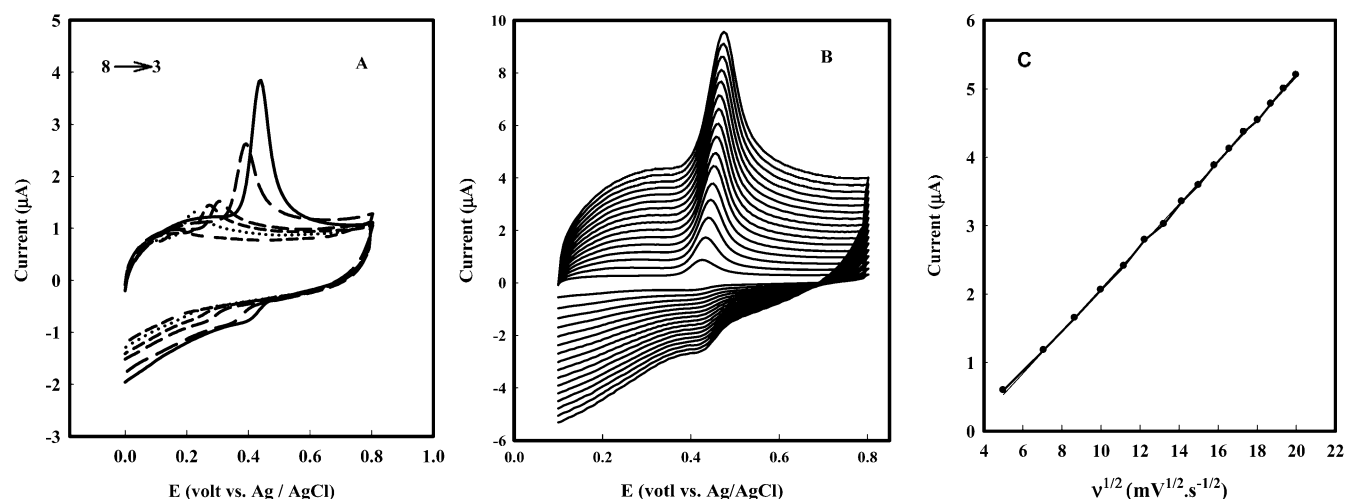 5
4
3
2
1
0
-1
-2
-3
0.0 0.2 0.4 0.6 0.8 1.0
Current (µA)
E (volt vs. Ag / AgCl)
8 3
A
10
8
6
4
2
0
-2
-4
-6
0.0 0.2 0.4 0.6 0.8
E (votl vs. Ag/AgCl)
B
6
5
4
3
2
1
0
4 6 8 10 12 14 16 18 20 22
Current (µA)
ν1/2 (mV1/2.s-1/2)
C